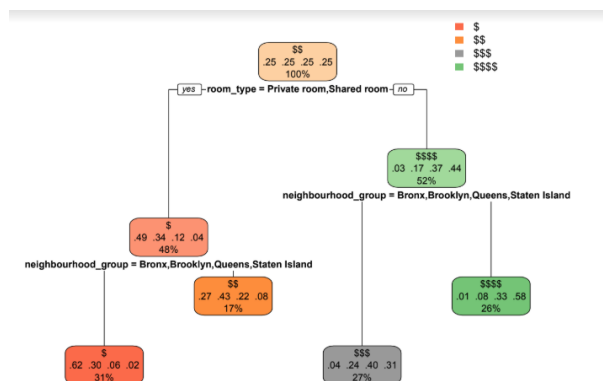 $
$$
$$$
$$$$
$$
.25 .25 .25 .25
100%
yes room_type = Private room,Shared room no
$$$$
.03 .17 .37 .44
52%
neighbourhood_group = Bronx,Brooklyn,Queens,Staten Island
$
.49 .34 .12 .04
48%
neighbourhood_group = Bronx,Brooklyn,Queens,Staten Island
$$
.27 .43 .22 .08
17%
$$$$
.01 .08 .33 .58
26%
$
.62 .30 .06 .02
31%
$$$
.04 .24 .40 .31
27%